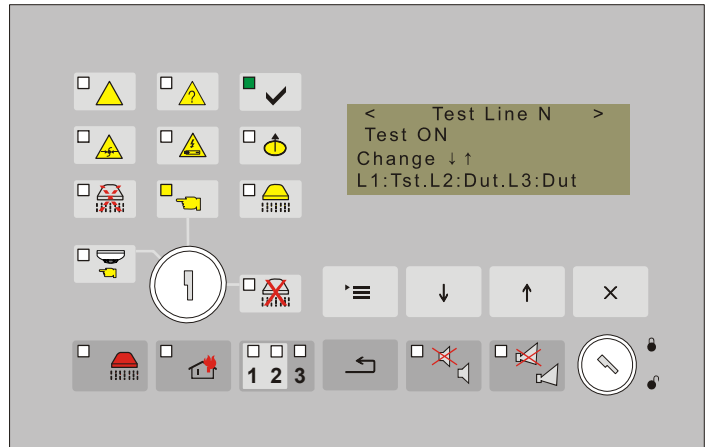 ?
< Test Line N >
Test ON
Change ↓ ↑
L1:Tst.L2:Dut.L3:Dut
1 2 3